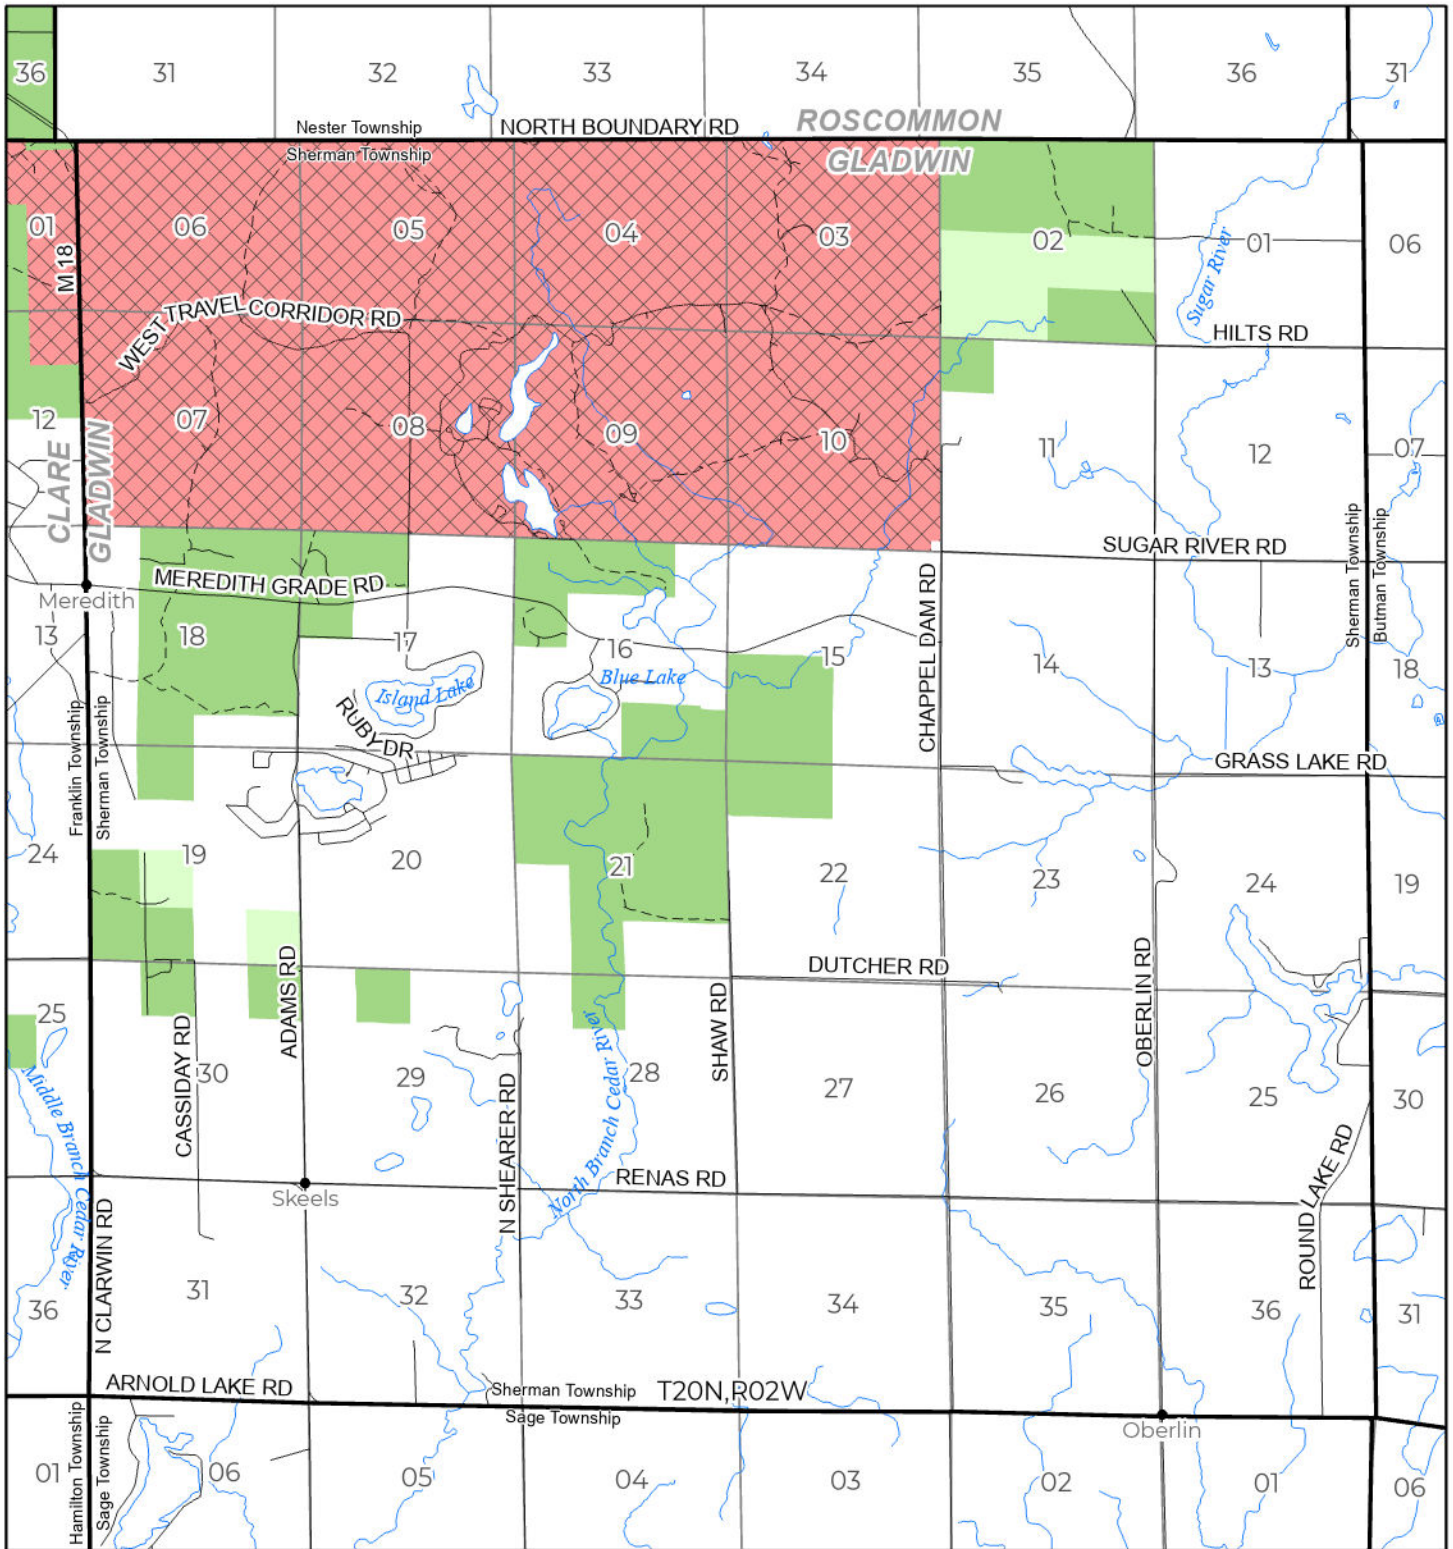 36
31
32
33
34
35
36
31
ROSCOMMON
Nester Township
NORTH BOUNDARY RD
Sherman Township
GLADWIN
01
06
05
04
03
02
01
06
M 18
Sugar River
WEST TRAVEL CORRIDOR RD
HILTS RD
12
07
08
09
10
11
12
07
CLARE
GLADWIN
SUGAR RIVER RD
Sherman Township
Butman Township
MEREDITH GRADE RD
Meredith
CHAPPEL DAM RD
13
18
17
16
15
14
13
18
Island Lake
Blue Lake
RUBY DR
GRASS LAKE RD
Franklin Township
Sherman Township
24
19
20
21
22
23
24
19
ADAMS RD
DUTCHER RD
OBERLIN RD
25
CASSIDAY RD
SHAW RD
30
29
28
27
26
25
30
Middle Branch Cedar River
N SHEARER RD
North Branch Cedar River
RENAS RD
ROUND LAKE RD
Skeels
N CLARWIN RD
36
31
32
33
34
35
36
31
ARNOLD LAKE RD
Sherman Township
T20N,R02W
Sage Township
Oberlin
Hamilton Township
Sage Township
01
06
05
04
03
02
01
06